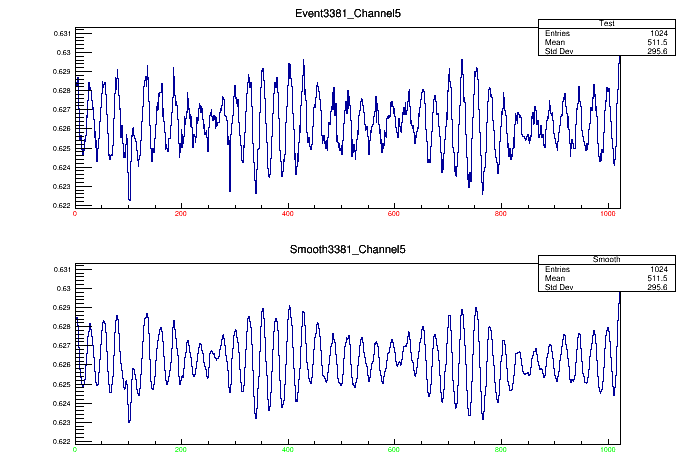 Event3381_Channel5
Test
Entries 1024
Mean 511.5
Std Dev 295.6
0.631
0.63
0.629
0.628
0.627
0.626
0.625
0.624
0.623
0.622
0 200 400 600 800 1000
Smooth3381_Channel5
Smooth
Entries 1024
Mean 511.5
Std Dev 295.6
0.631
0.63
0.629
0.628
0.627
0.626
0.625
0.624
0.623
0.622
0 200 400 600 800 1000